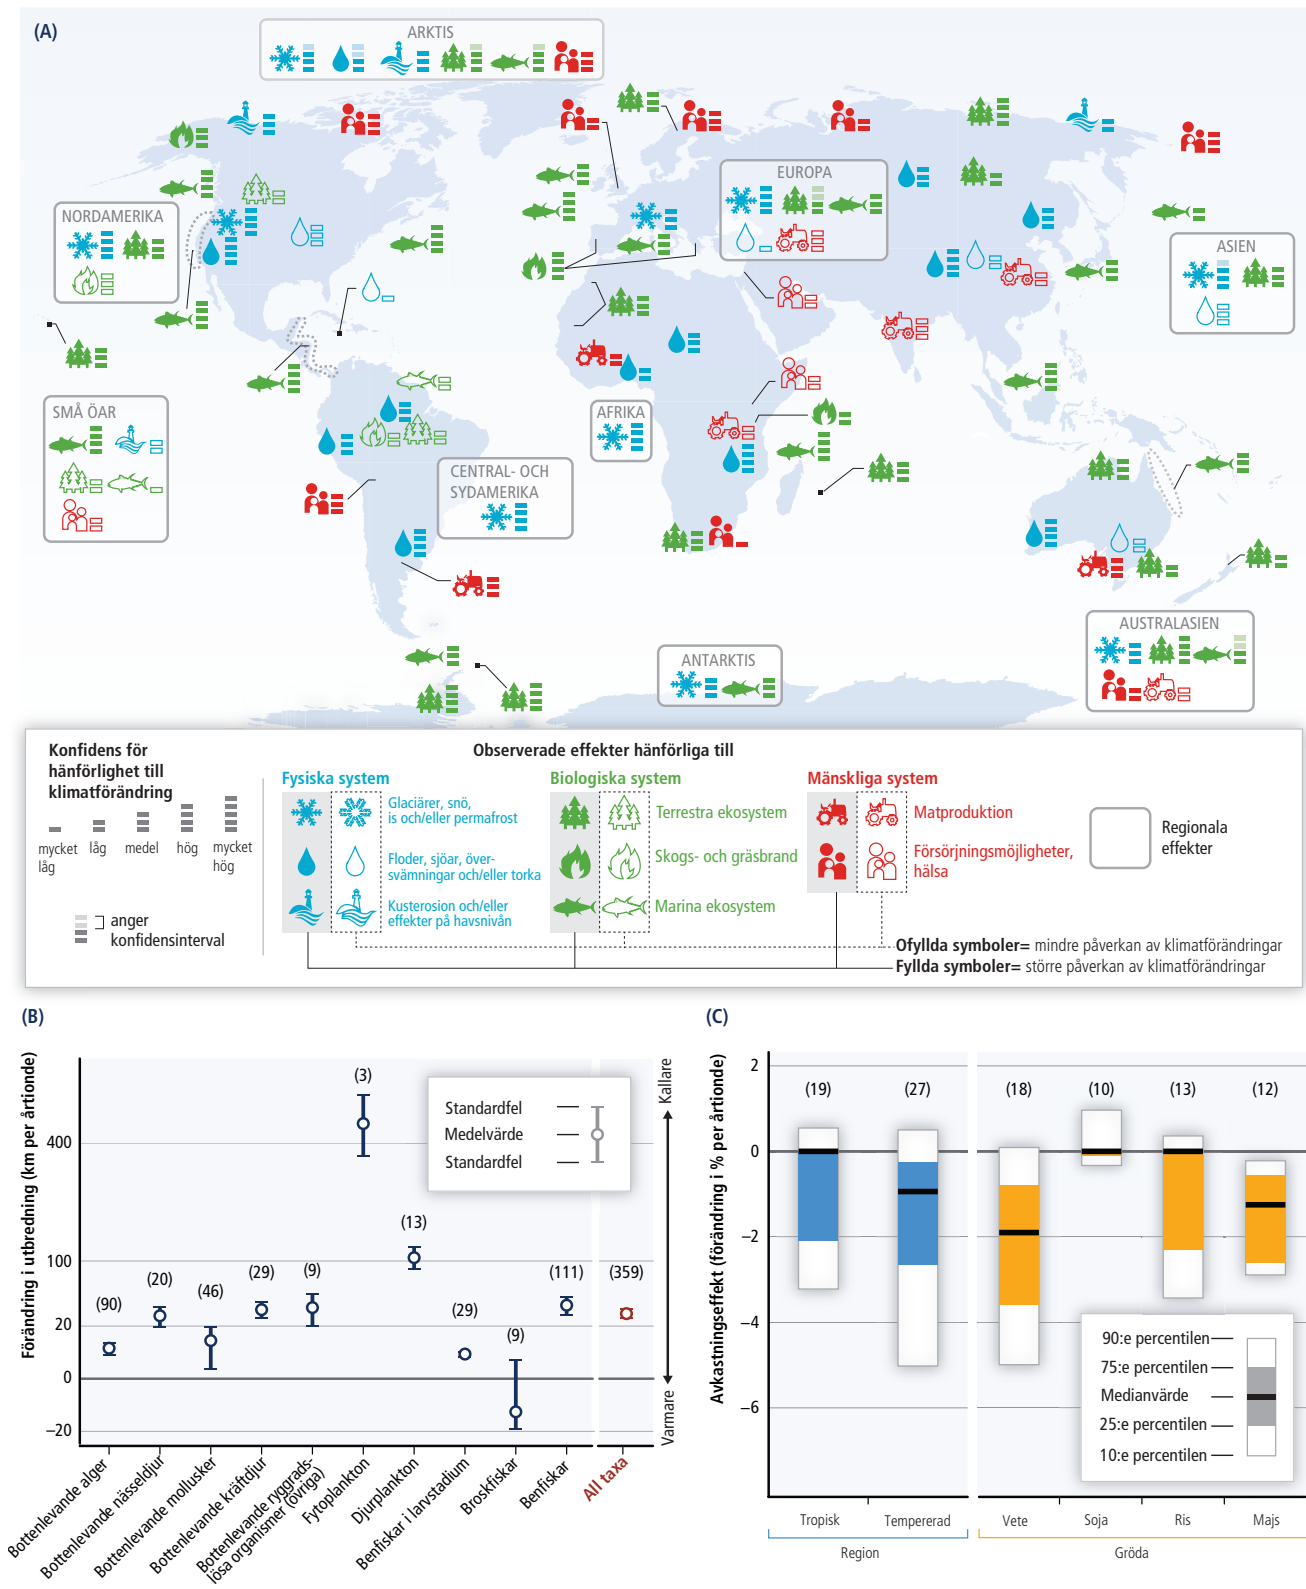 (A)
ARKTIS
EUROPA
NORDAMERIKA
ASIEN
SMÅ ÖAR
AFRIKA
CENTRAL- OCH
SYDAMERIKA
AUSTRALASIEN
ANTARKTIS
Konfidens för
hänförlighet till
klimatförändring
mycket
låg
låg
medel
hög
mycket
hög
anger
konfidensinterval
Observerade effekter hänförliga till
Fysiska system
Glaciärer, snö,
is och/eller permafrost
Floder, sjöar, över-
svämningar och/eller torka
Kusterosion och/eller
effekter på havsnivån
Biologiska system
Terrestra ekosystem
Skogs- och gräsbrand
Marina ekosystem
Mänskliga system
Matproduktion
Försörjningsmöjligheter,
hälsa
Regionala
effekter
Ofyllda symboler= mindre påverkan av klimatförändringar
Fyllda symboler= större påverkan av klimatförändringar
(B)
Förändring i utbredning (km per årtionde)
400
100
20
0
−20
(90)
(20)
(46)
(29)
(9)
(3)
(13)
(29)
(9)
(111)
(359)
Standardfel
Medelvärde
Standardfel
Kallare
Varmare
Bottenlevande alger
Bottenlevande nässeldjur
Bottenlevande mollusker
Bottenlevande kräftdjur
Bottenlevande ryggrads-
lösa organismer (övriga)
Fytoplankton
Djurplankton
Benfiskar i larvstadium
Broskfiskar
Benfiskar
All taxa
(C)
Avkastningseffekt (förändring i % per årtionde)
2
0
−2
−4
−6
(19)
(27)
(18)
(10)
(13)
(12)
90:e percentilen
75:e percentilen
Medianvärde
25:e percentilen
10:e percentilen
Tropisk
Tempererad
Vete
Soja
Ris
Majs
Region
Gröda